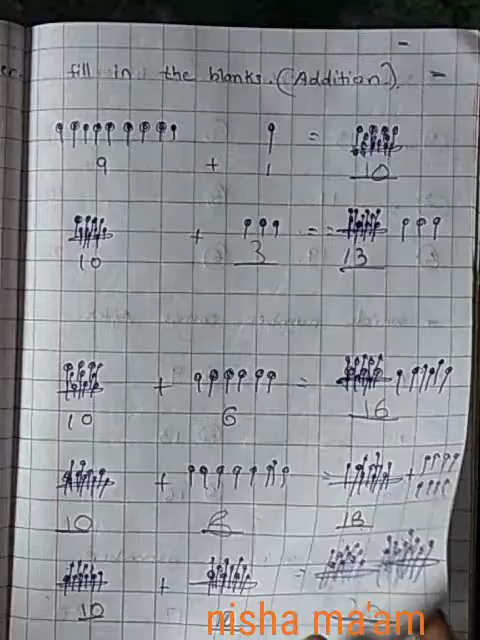 er.
fill in the blanks. (Addition). -
=
9 + 1 10
+ = =
10 3 13
+ =
10 6 16
+ = +
10 8 18
+ =
10
nisha ma'am